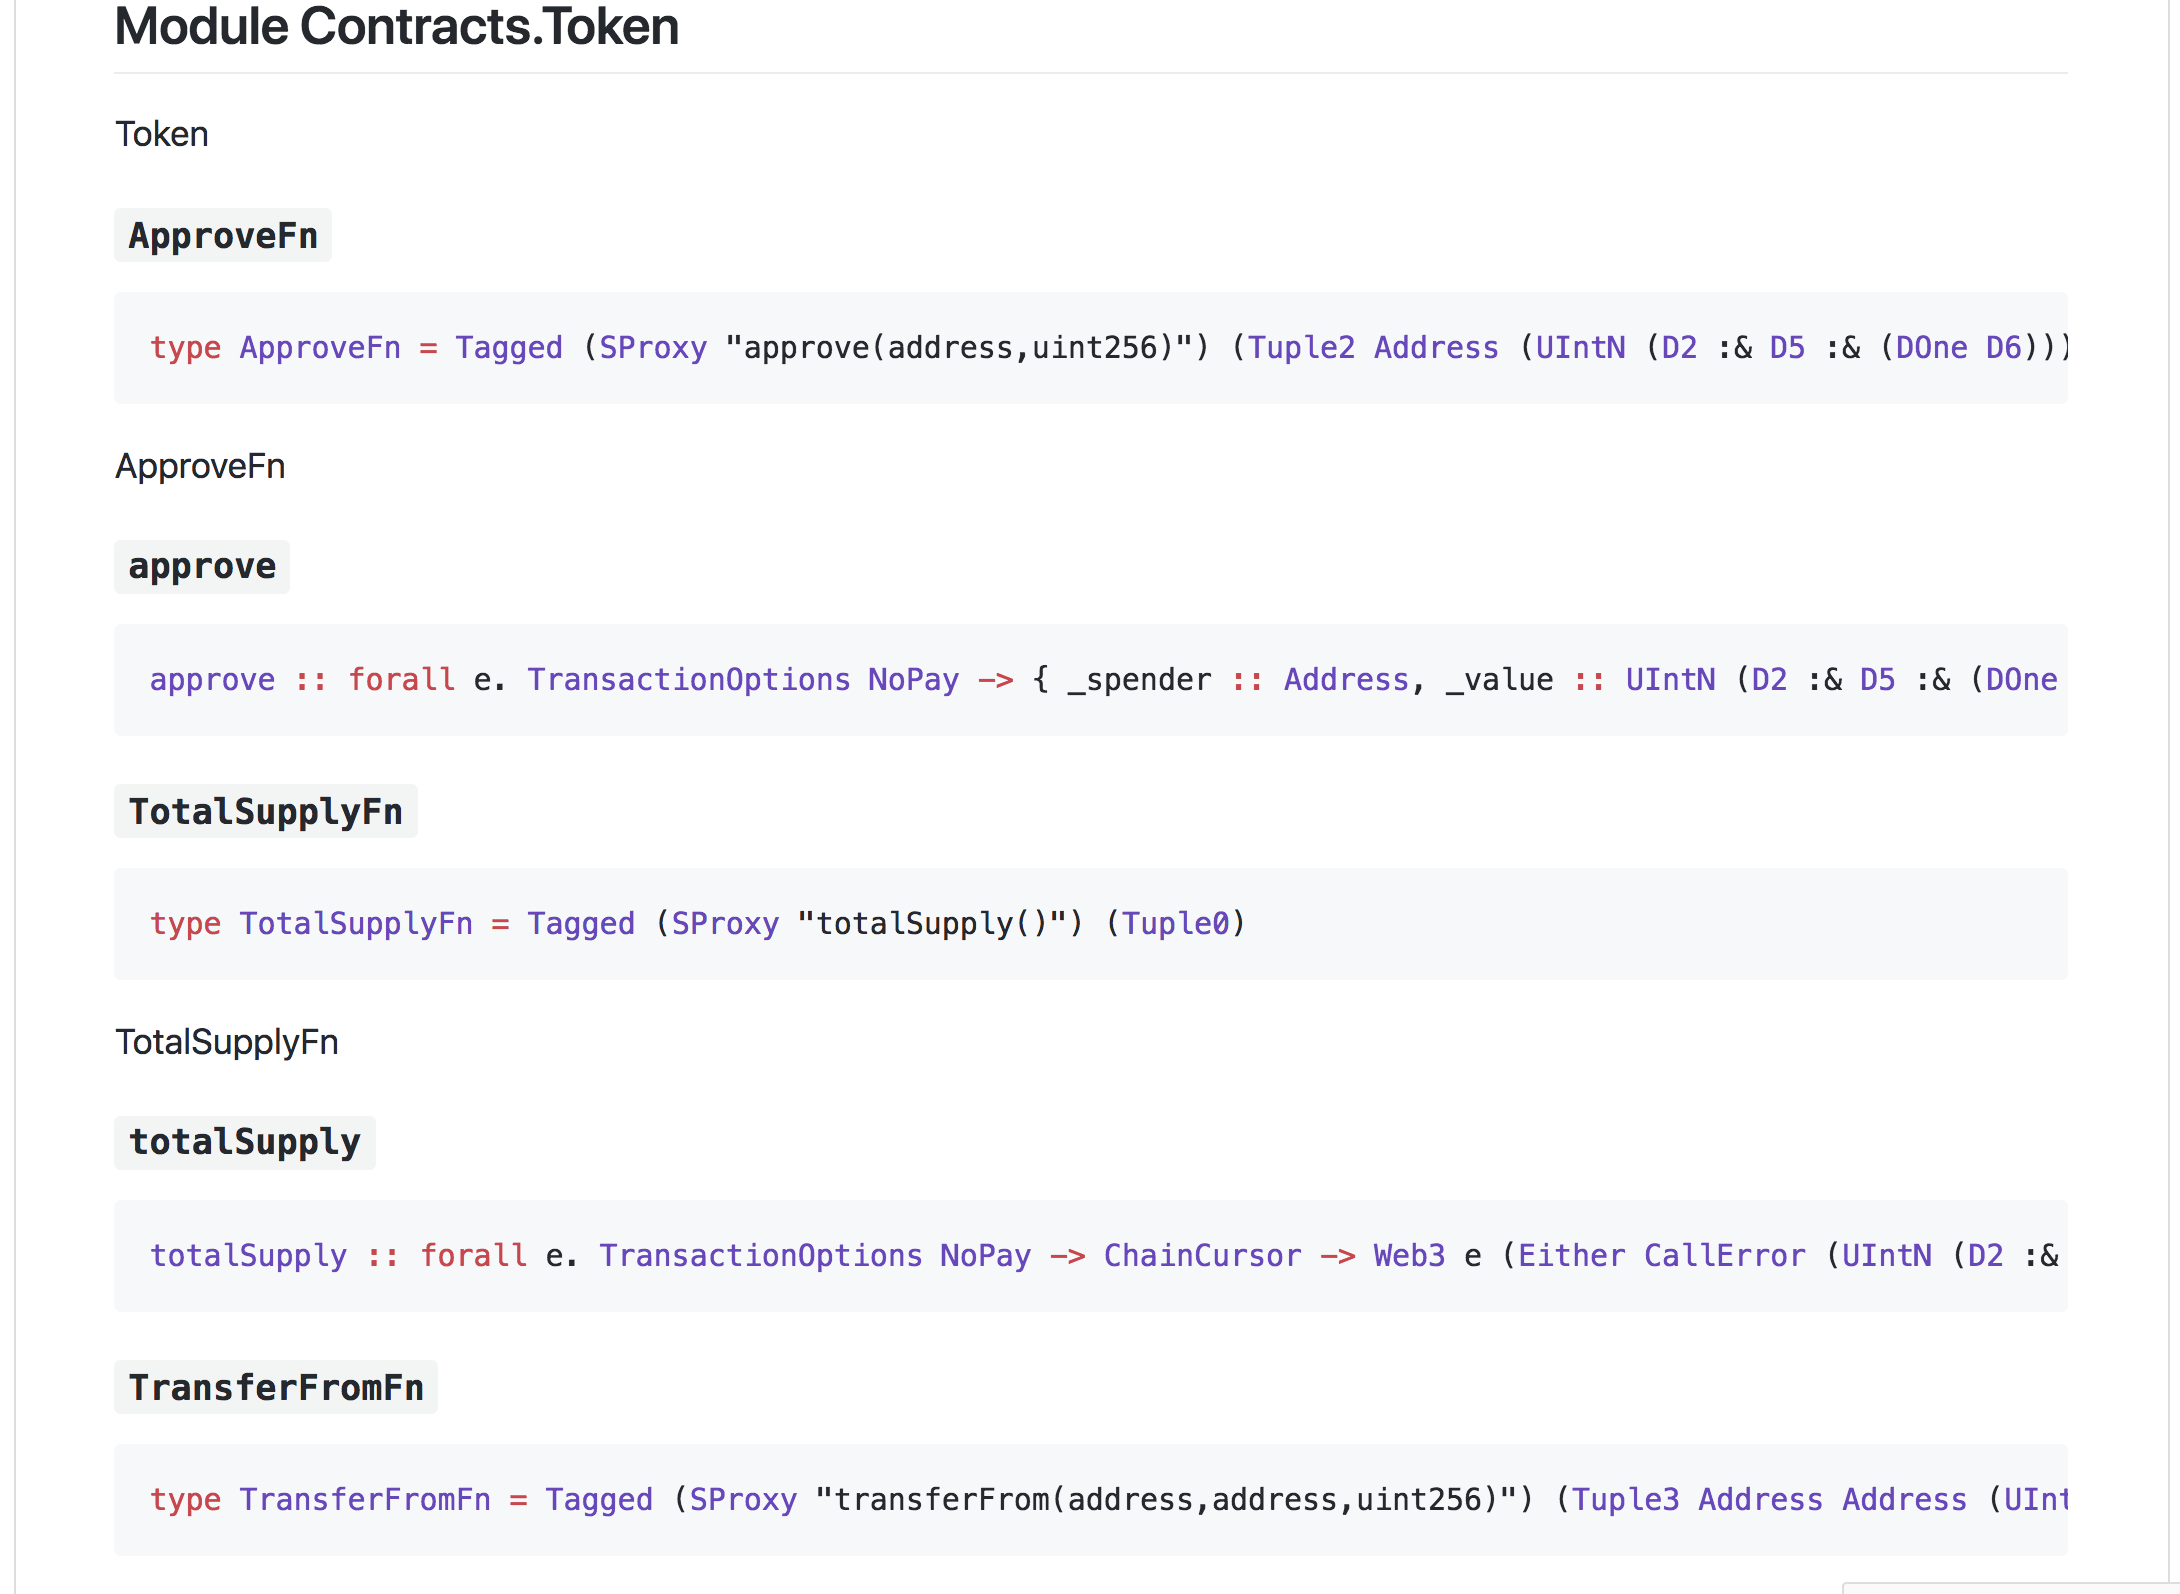 Module Contracts.Token
Token
ApproveFn
type ApproveFn = Tagged (SProxy "approve(address,uint256)") (Tuple2 Address (UIntN (D2 :& D5 :& (DOne D6)))
ApproveFn
approve
approve :: forall e. TransactionOptions NoPay -> { _spender :: Address, _value :: UIntN (D2 :& D5 :& (DOne
TotalSupplyFn
type TotalSupplyFn = Tagged (SProxy "totalSupply()") (Tuple0)
TotalSupplyFn
totalSupply
totalSupply :: forall e. TransactionOptions NoPay -> ChainCursor -> Web3 e (Either CallError (UIntN (D2 :&
TransferFromFn
type TransferFromFn = Tagged (SProxy "transferFrom(address,address,uint256)") (Tuple3 Address Address (UInt